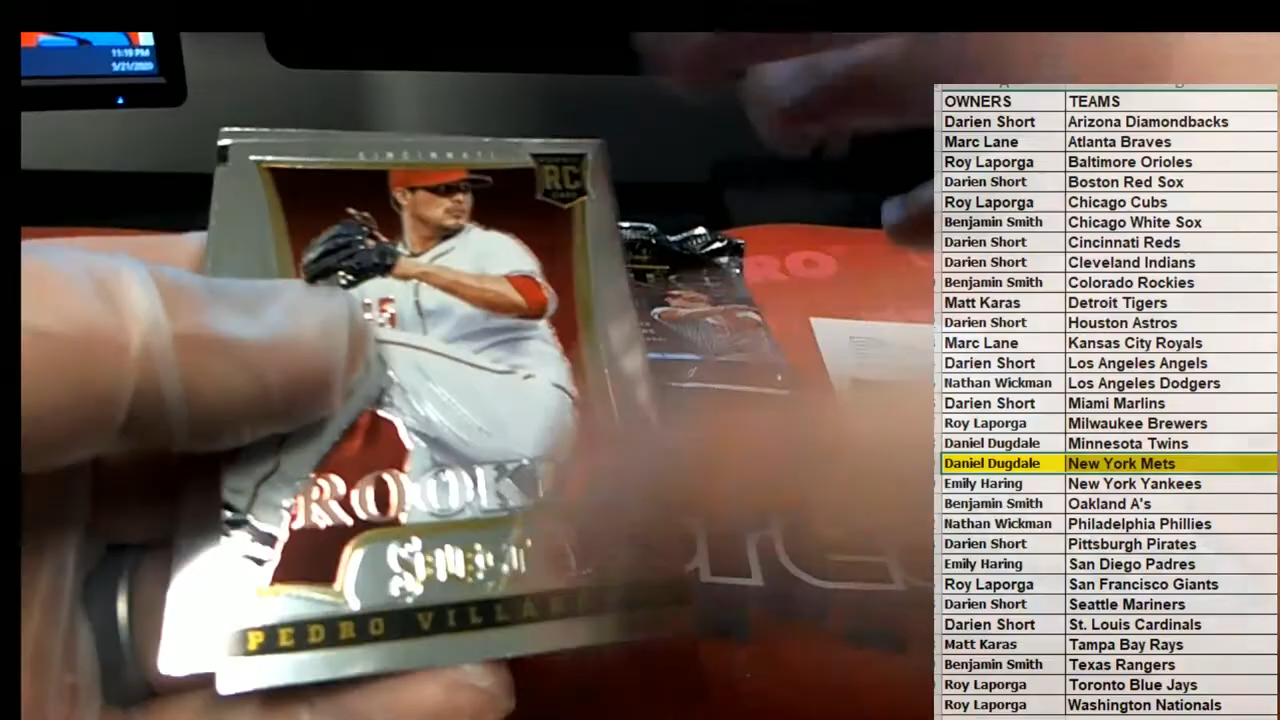 11:19 PM
5/21/2020
CINCINNATI
RC
CARD
PEDRO
OWNERS TEAMS
Darien Short Arizona Diamondbacks
Marc Lane Atlanta Braves
Roy Laporga Baltimore Orioles
Darien Short Boston Red Sox
Roy Laporga Chicago Cubs
Benjamin Smith Chicago White Sox
Darien Short Cincinnati Reds
Darien Short Cleveland Indians
Benjamin Smith Colorado Rockies
Matt Karas Detroit Tigers
Darien Short Houston Astros
Marc Lane Kansas City Royals
Darien Short Los Angeles Angels
Nathan Wickman Los Angeles Dodgers
Darien Short Miami Marlins
Roy Laporga Milwaukee Brewers
Daniel Dugdale Minnesota Twins
Daniel Dugdale New York Mets
Emily Haring New York Yankees
Benjamin Smith Oakland A's
Nathan Wickman Philadelphia Phillies
Darien Short Pittsburgh Pirates
Emily Haring San Diego Padres
Roy Laporga San Francisco Giants
Darien Short Seattle Mariners
Darien Short St. Louis Cardinals
Matt Karas Tampa Bay Rays
Benjamin Smith Texas Rangers
Roy Laporga Toronto Blue Jays
Roy Laporga Washington Nationals